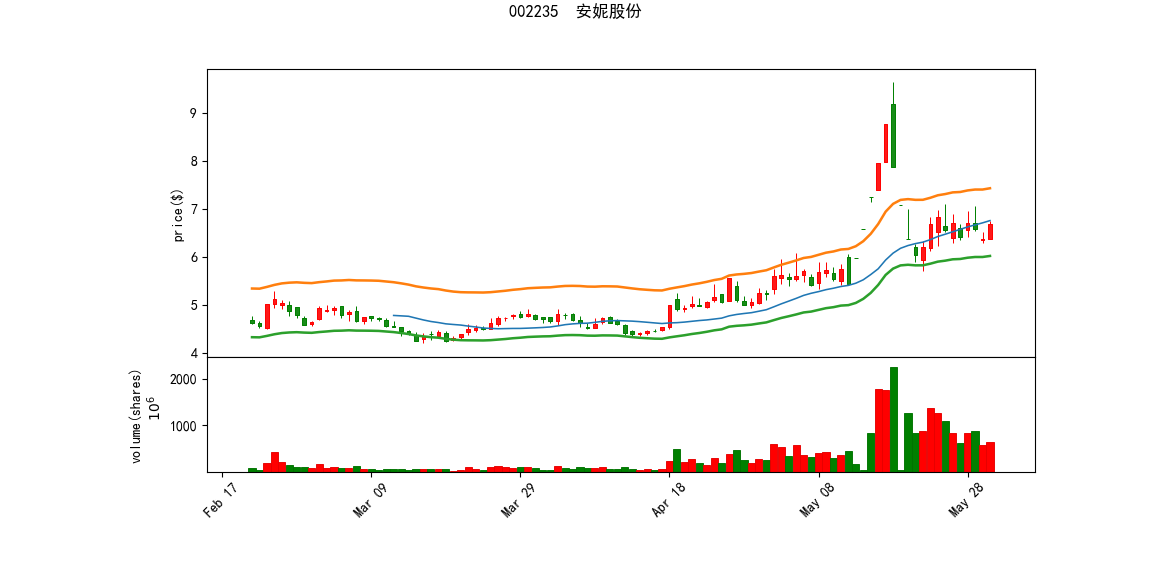 002235 安妮股份
price($)
9
8
7
6
5
4
volume(shares)
10^6
2000
1000
Feb 17
Mar 09
Mar 29
Apr 18
May 08
May 28